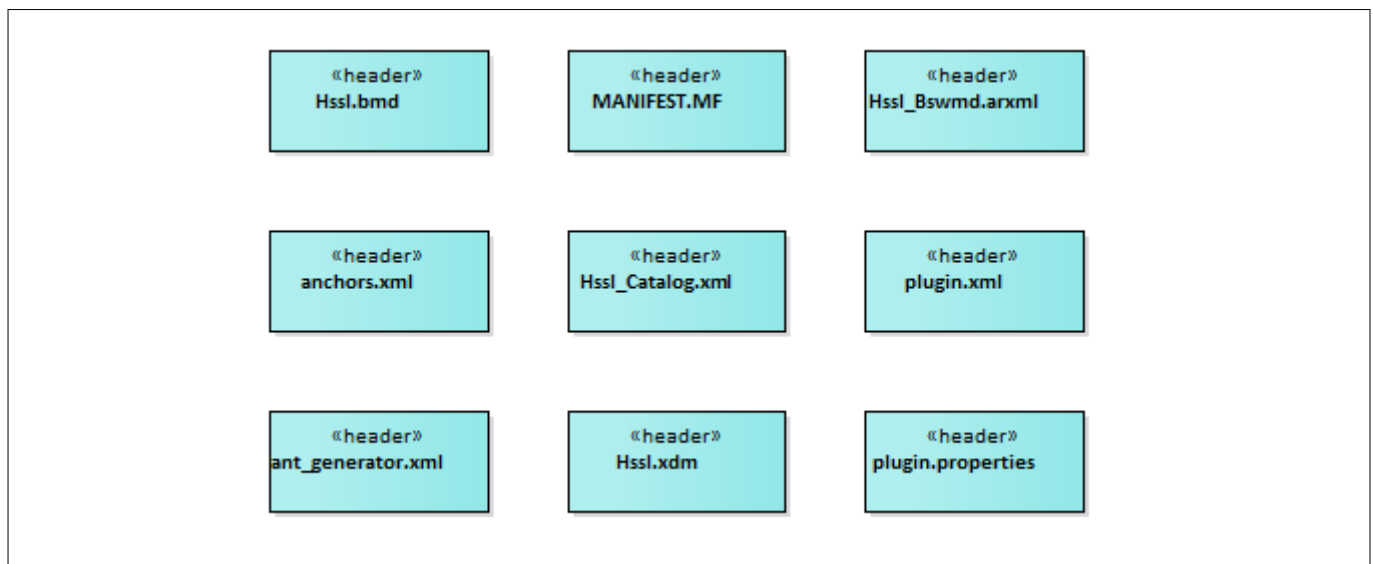 «header»
Hssl.bmd
«header»
MANIFEST.MF
«header»
Hssl_Bswmd.arxml
«header»
anchors.xml
«header»
Hssl_Catalog.xml
«header»
plugin.xml
«header»
ant_generator.xml
«header»
Hssl.xdm
«header»
plugin.properties